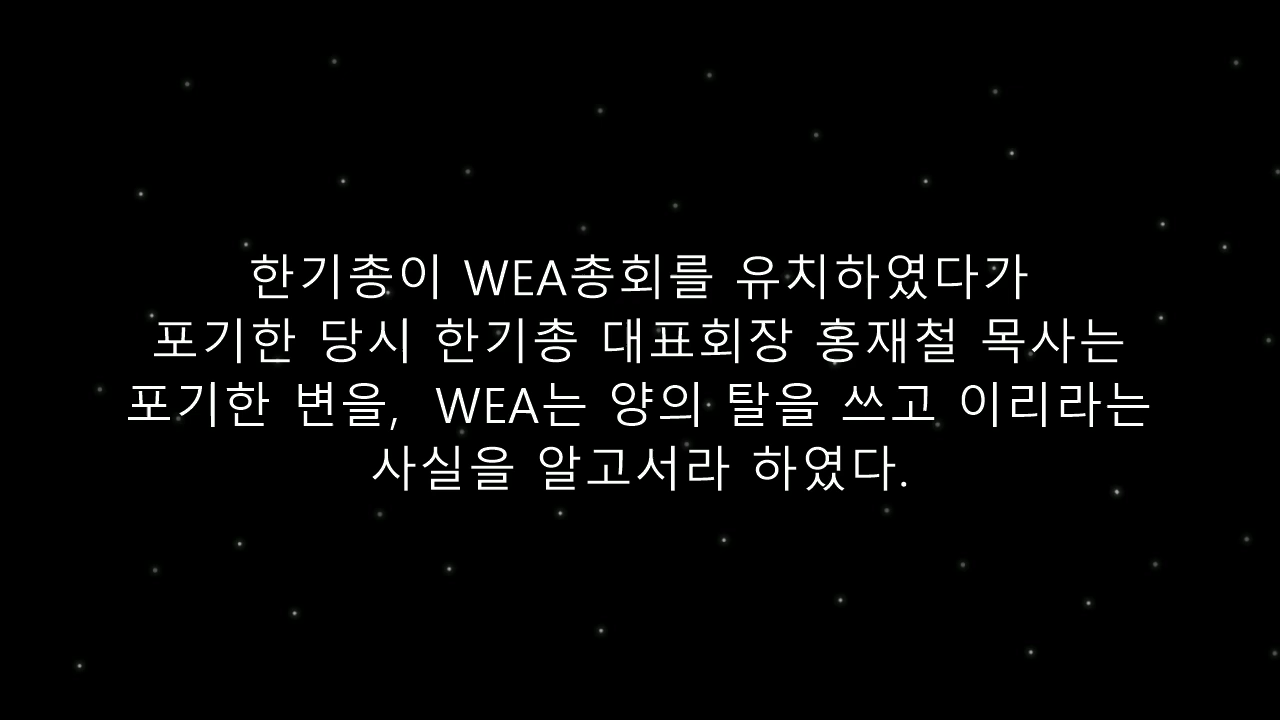 한기총이 WEA총회를 유치하였다가
포기한 당시 한기총 대표회장 홍재철 목사는
포기한 변을, WEA는 양의 탈을 쓰고 이리라는
사실을 알고서라 하였다.